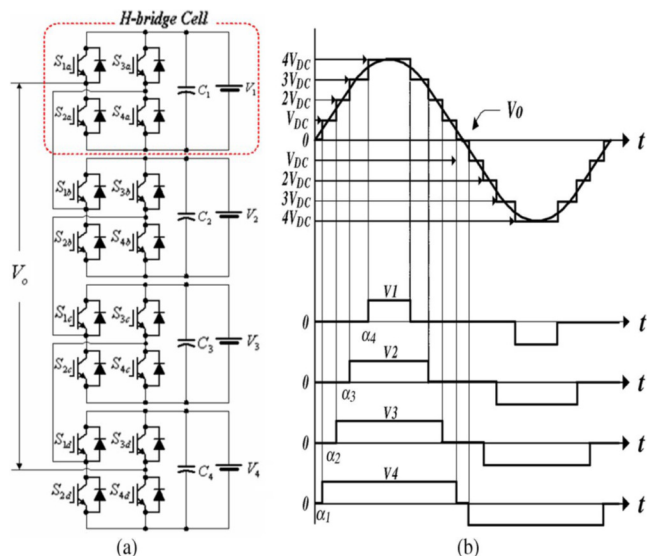 H-bridge Cell
S1a S3a
C1 V1
S2a S4a
S1b S3b
C2 V2
S2b S4b
Vo
S1c S3c
C3 V3
S2c S4c
S1d S3d
C4 V4
S2d S4d
(a)
4VDC
3VDC
2VDC
VDC
V0
0 t
VDC
2VDC
3VDC
4VDC
V1
0 t
α4
V2
0 t
α3
V3
0 t
α2
V4
0 t
α1
(b)